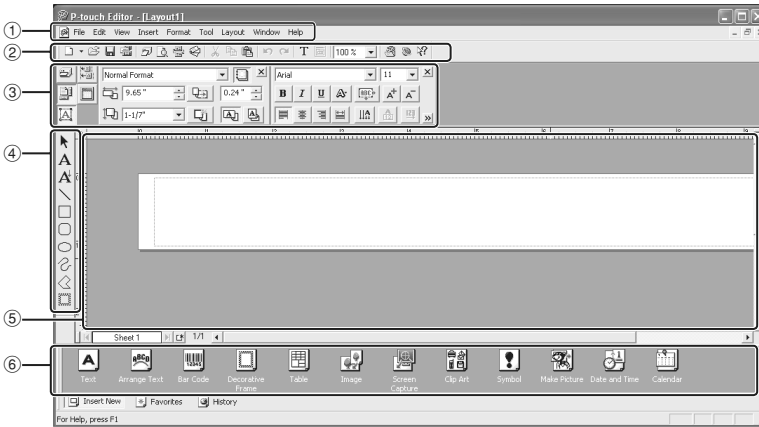 P-touch Editor - [Layout1]
① File Edit View Insert Format Tool Layout Window Help
② 100 %
③ Normal Format Arial 11
9.65 " 0.24 " B I U
1-1/7"
④
A
A
⑤
Sheet 1 1/1
⑥
Text Arrange Text Bar Code Decorative Frame Table Image Screen Capture Clip Art Symbol Make Picture Date and Time Calendar
Insert New Favorites History
For Help, press F1